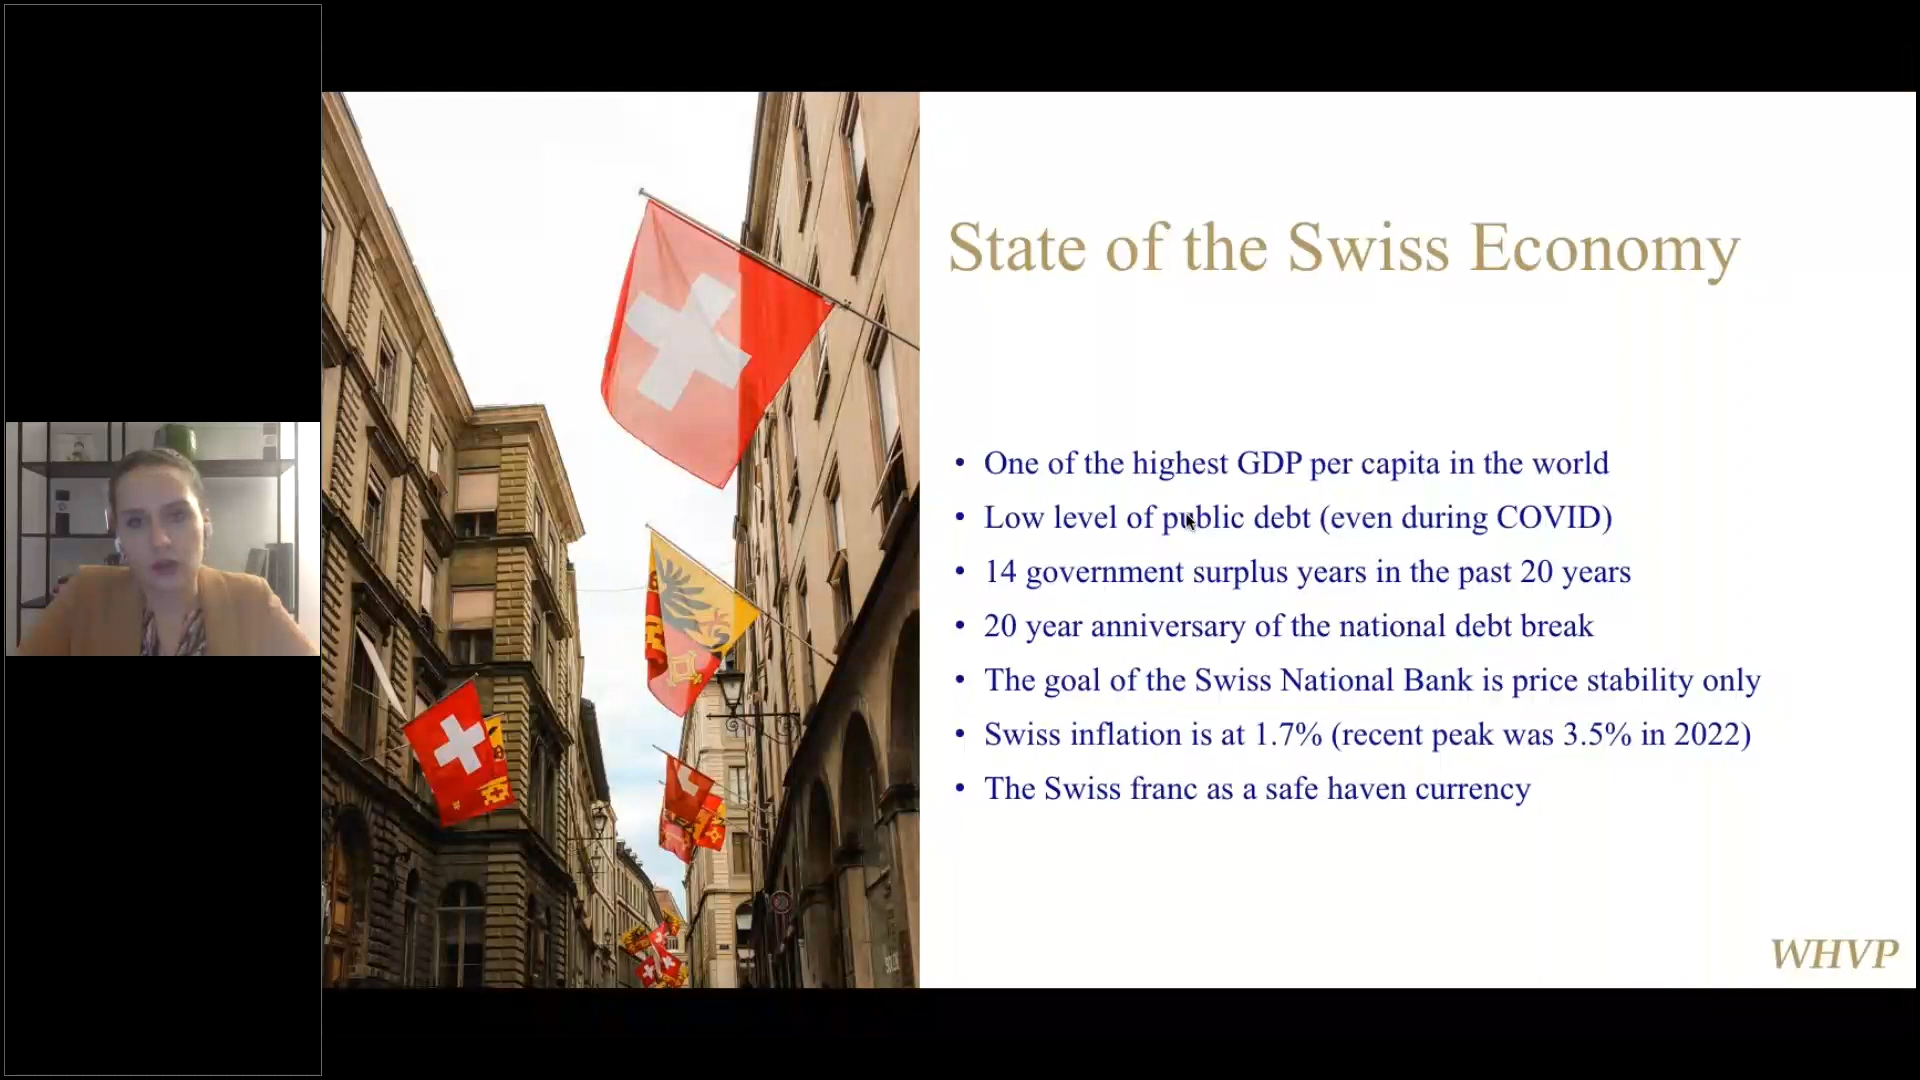 State of the Swiss Economy
• One of the highest GDP per capita in the world
• Low level of public debt (even during COVID)
• 14 government surplus years in the past 20 years
• 20 year anniversary of the national debt break
• The goal of the Swiss National Bank is price stability only
• Swiss inflation is at 1.7% (recent peak was 3.5% in 2022)
• The Swiss franc as a safe haven currency
WHVP